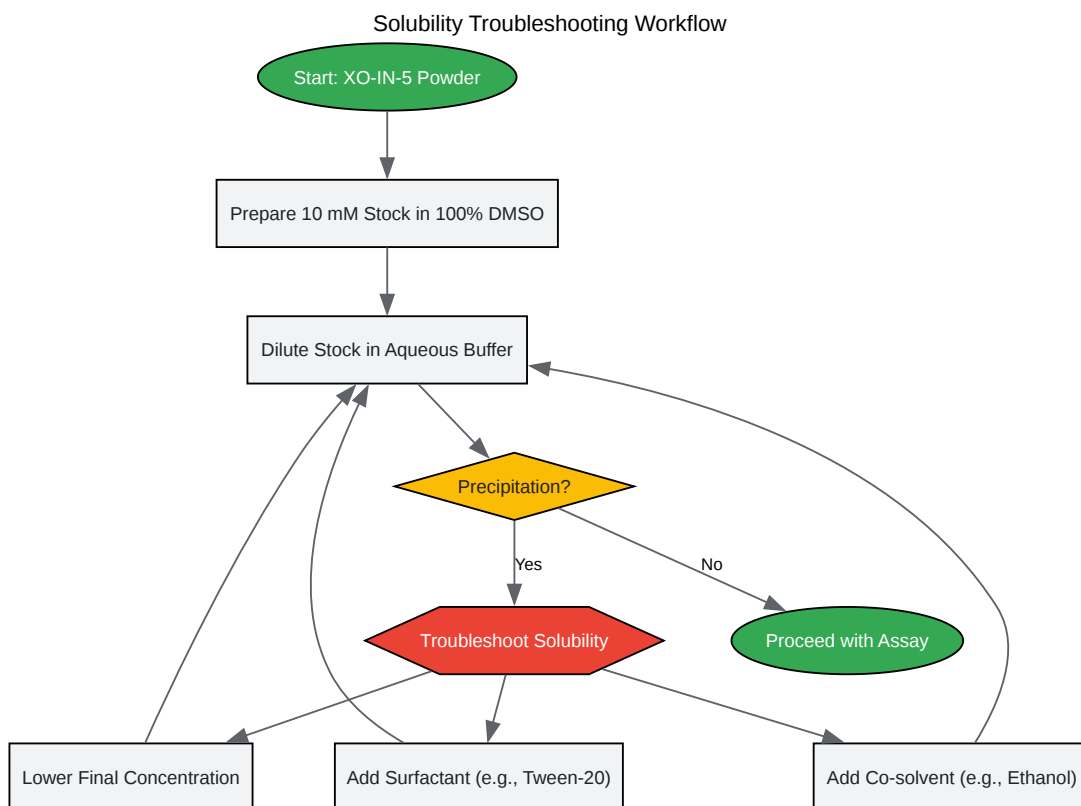 Solubility Troubleshooting Workflow
Start: XO-IN-5 Powder
Prepare 10 mM Stock in 100% DMSO
Dilute Stock in Aqueous Buffer
Precipitation?
Yes
No
Troubleshoot Solubility
Proceed with Assay
Lower Final Concentration
Add Surfactant (e.g., Tween-20)
Add Co-solvent (e.g., Ethanol)